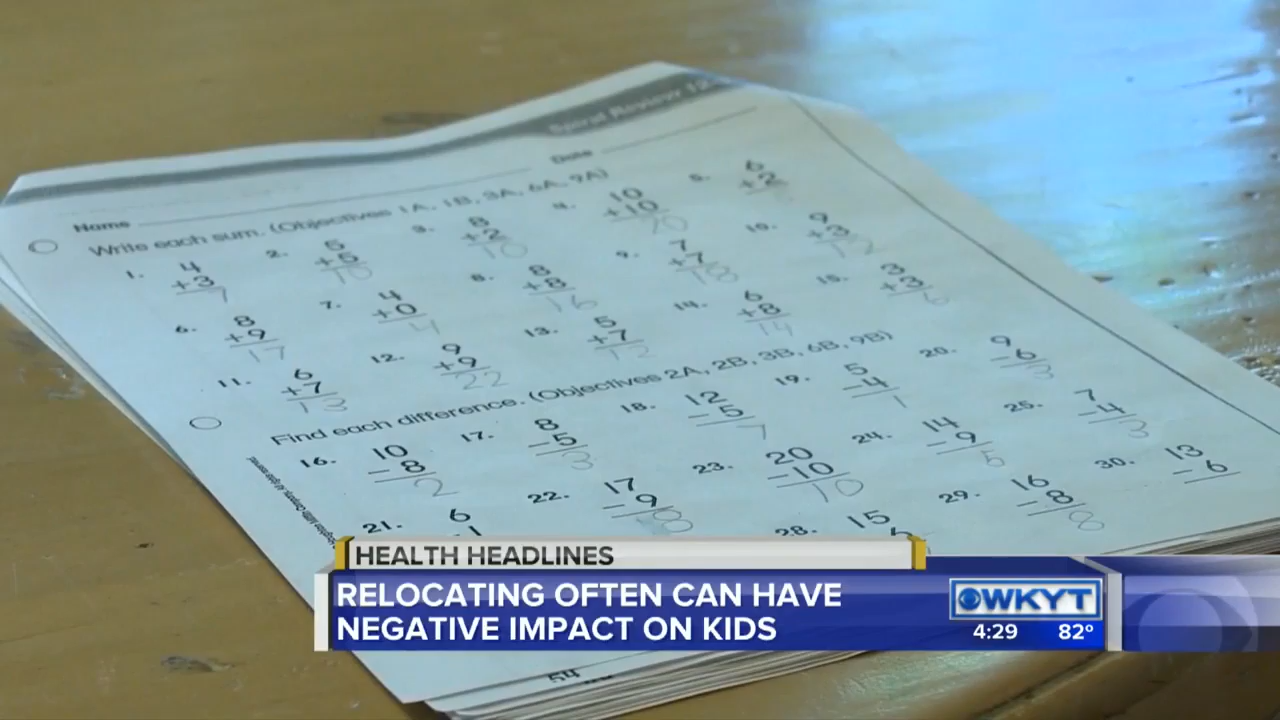 Spiral Review
Name Date
Write each sum. (Objectives 1A, 1B, 3A, 6A, 9A)
1. 4 +3 7
2. 5 +5 10
3. 8 +2 10
4. 10 +10 20
5. 6 +2
6. 8 +9 17
7. 4 +0 4
8. 8 +8 16
9. 7 +7
10. 9 +3
11. 6 +7 13
12. 9 +9 22
13. 5 +7
14. 6 +8 14
15. 3 +3 6
Find each difference. (Objectives 2A, 2B, 3B, 6B, 9B)
16. 10 -8 2
17. 8 -5 3
18. 12 -5 7
19. 5 -4 1
20. 9 -6 3
21. 6
22. 17 -9
23. 20 -10 10
24. 14 -9 5
25. 7 -4 3
28. 15
29. 16 -8 8
30. 13 -6
54
HEALTH HEADLINES
RELOCATING OFTEN CAN HAVE
NEGATIVE IMPACT ON KIDS
WKYT
4:29 82°